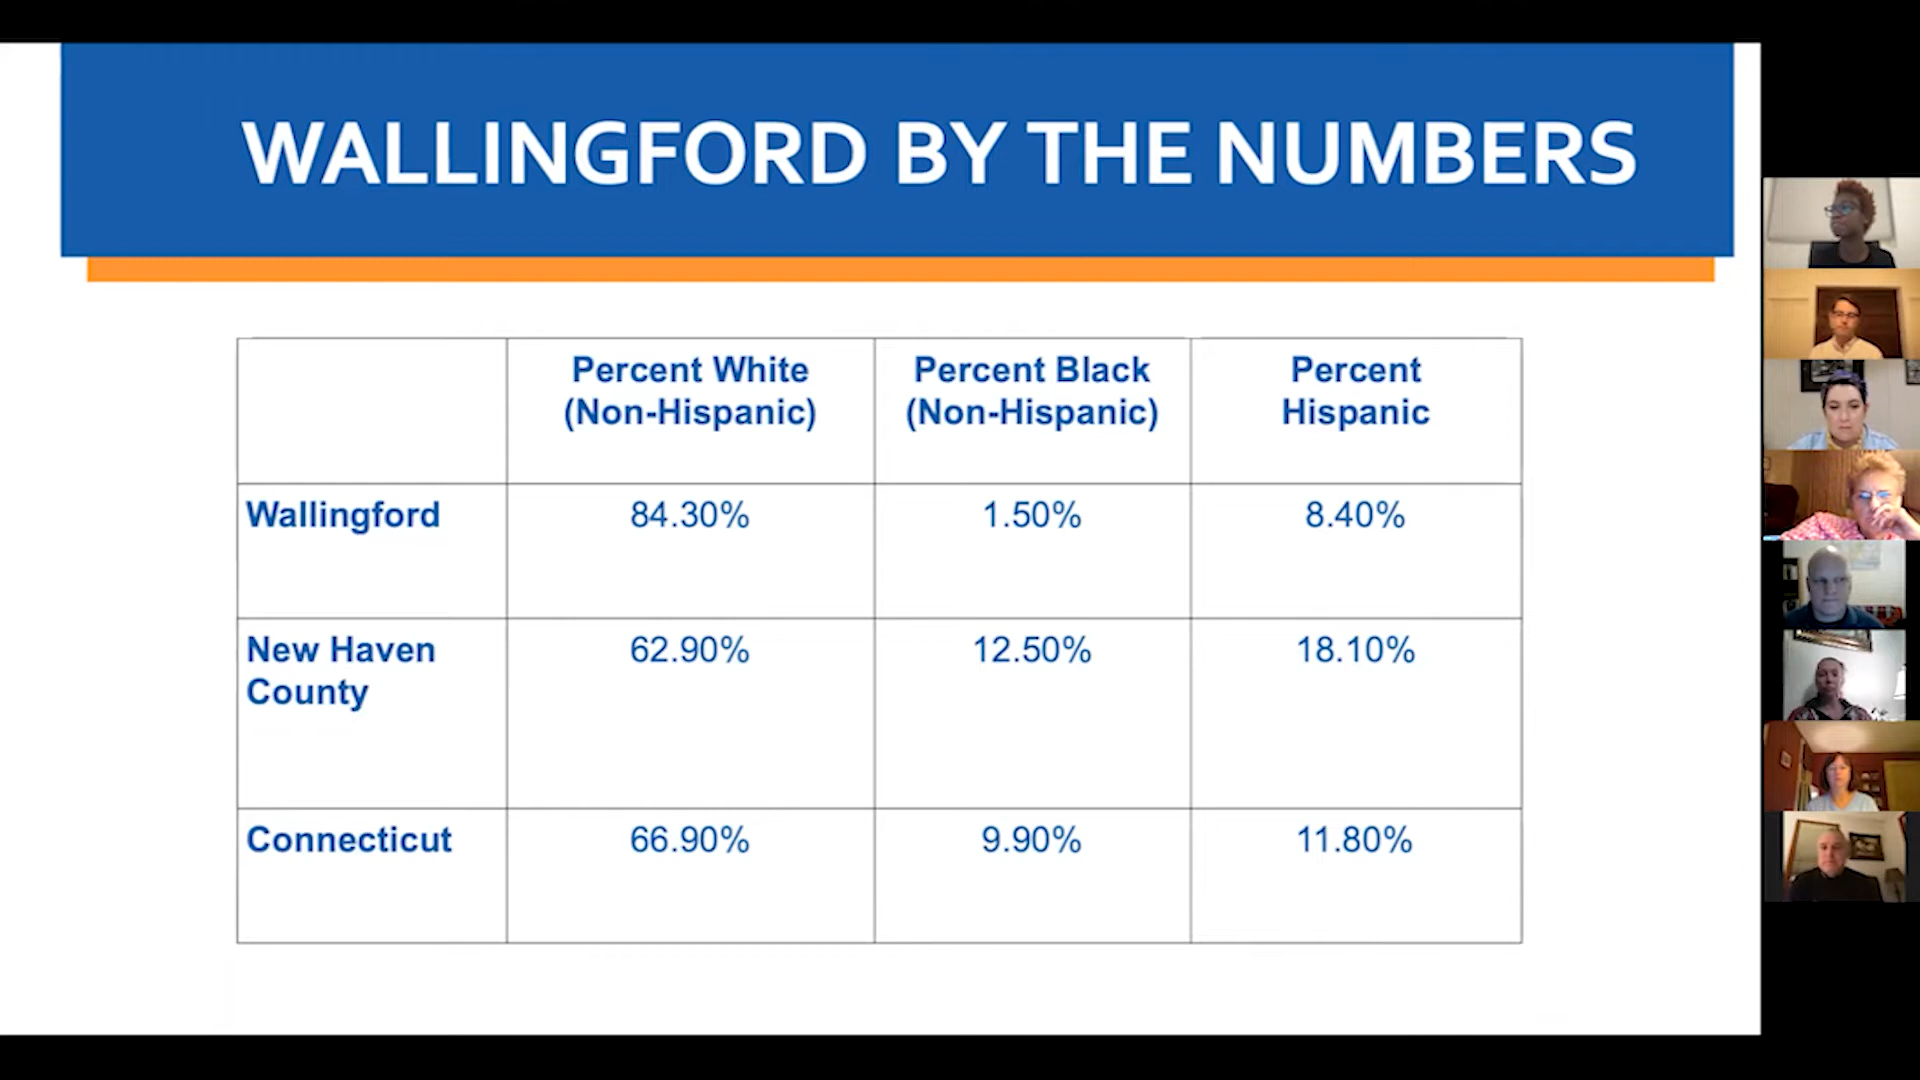 WALLINGFORD BY THE NUMBERS
Percent White (Non-Hispanic) Percent Black (Non-Hispanic) Percent Hispanic
Wallingford 84.30% 1.50% 8.40%
New Haven County 62.90% 12.50% 18.10%
Connecticut 66.90% 9.90% 11.80%